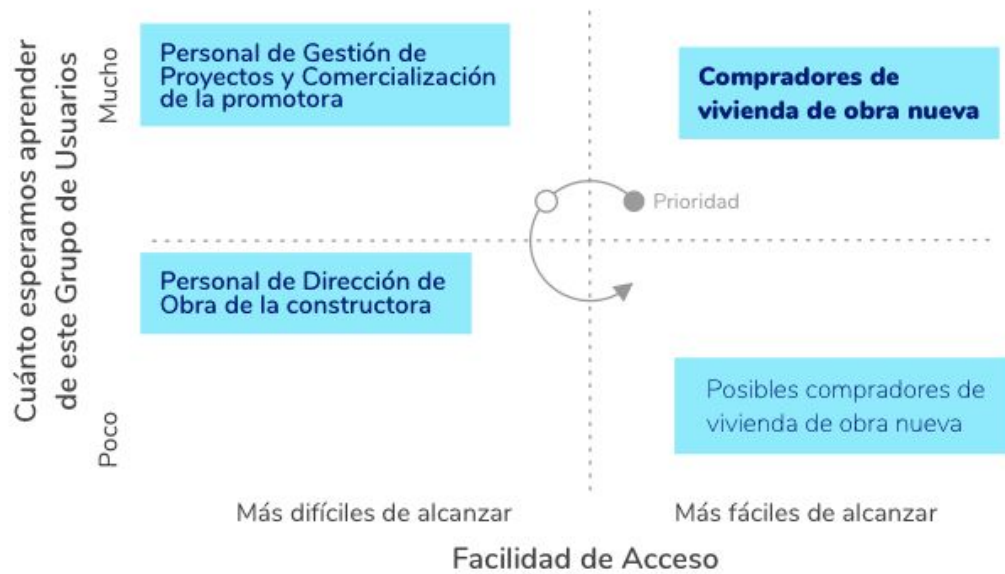 Cuánto esperamos aprender
de este Grupo de Usuarios
Mucho
Poco
Personal de Gestión de
Proyectos y Comercialización
de la promotora
Compradores de
vivienda de obra nueva
Prioridad
Personal de Dirección de
Obra de la constructora
Posibles compradores de
vivienda de obra nueva
Más difíciles de alcanzar
Más fáciles de alcanzar
Facilidad de Acceso